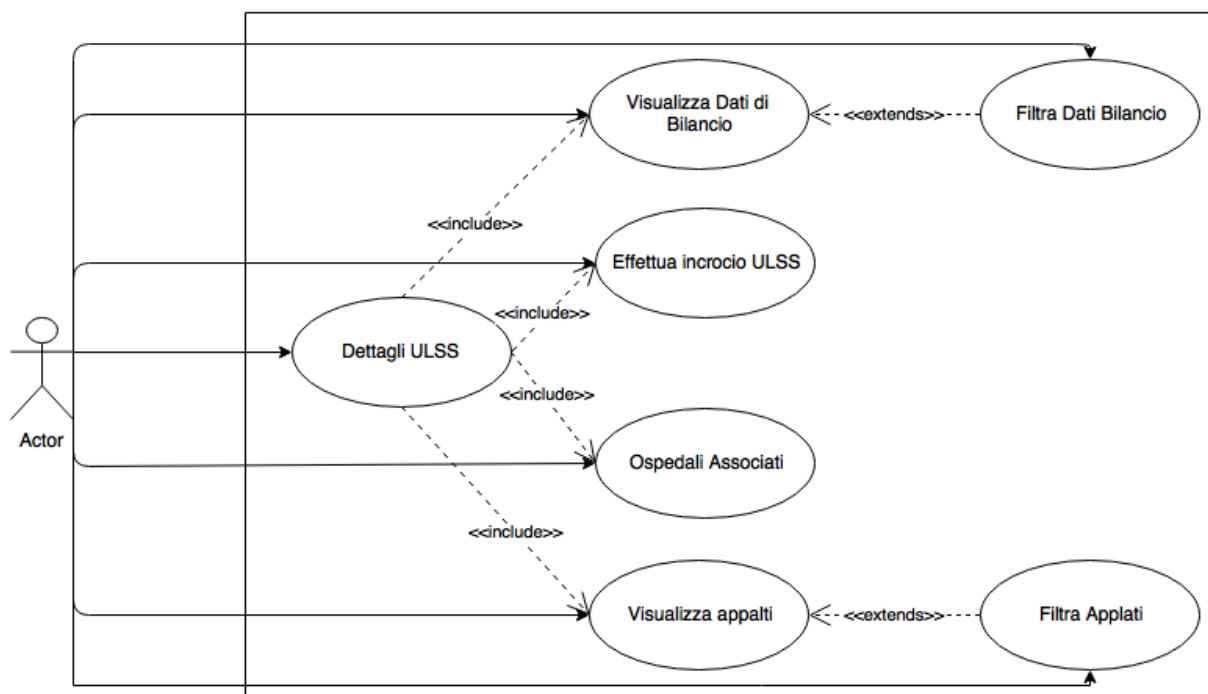 Visualizza Dati di
Bilancio
<<extends>>
Filtra Dati Bilancio
<<include>>
Effettua incrocio ULSS
<<include>>
Dettagli ULSS
<<include>>
Actor
Ospedali Associati
<<include>>
Visualizza appalti
<<extends>>
Filtra Applati